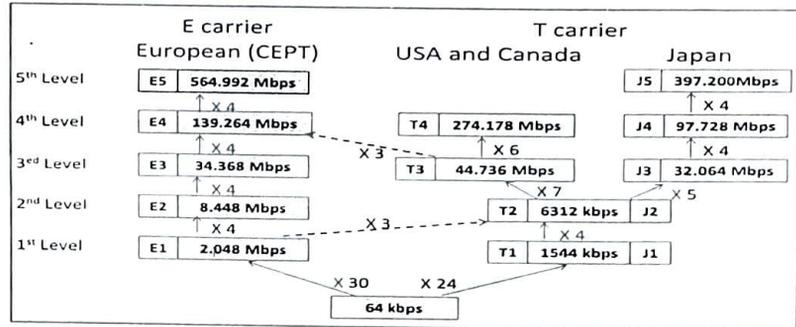 E carrier T carrier
European (CEPT) USA and Canada Japan
5th Level E5 564.992 Mbps J5 397.200Mbps
X 4 X 4
4th Level E4 139.264 Mbps T4 274.178 Mbps J4 97.728 Mbps
X 4 X 3 X 6 X 4
3ed Level E3 34.368 Mbps T3 44.736 Mbps J3 32.064 Mbps
X 4 X 7 X 5
2nd Level E2 8.448 Mbps T2 6312 kbps J2
X 4 X 3 X 4
1st Level E1 2.048 Mbps T1 1544 kbps J1
X 30 X 24
64 kbps